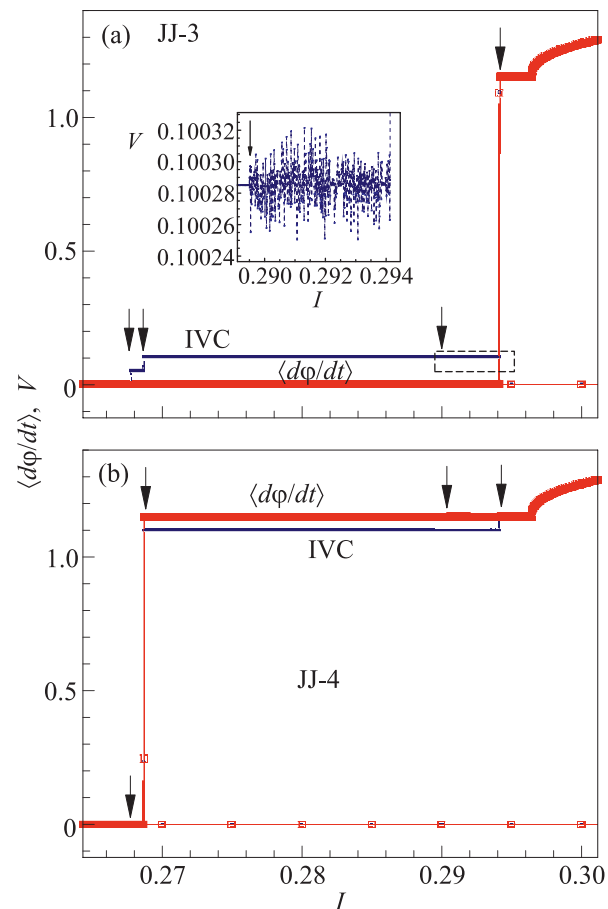 (a) JJ-3
1.0
0.5
0
V
0.10032
0.10030
0.10028
0.10026
0.10024
0.290 0.292 0.294
I
IVC
⟨dφ/dt⟩
⟨dφ/dt⟩, V
(b)
⟨dφ/dt⟩
IVC
JJ-4
1.0
0.5
0
0.27 0.28 0.29 0.30
I